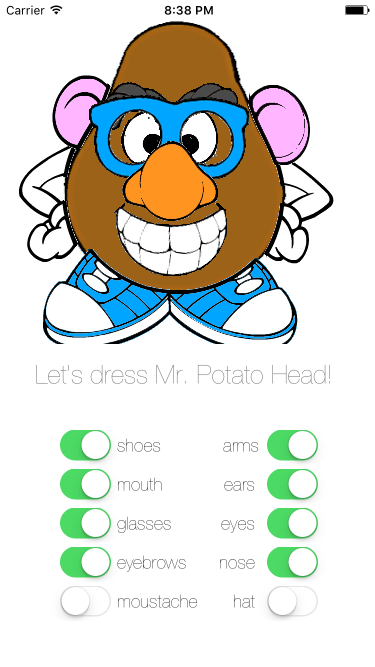 Carrier 8:38 PM
Let's dress Mr. Potato Head!
shoes arms
mouth ears
glasses eyes
eyebrows nose
moustache hat